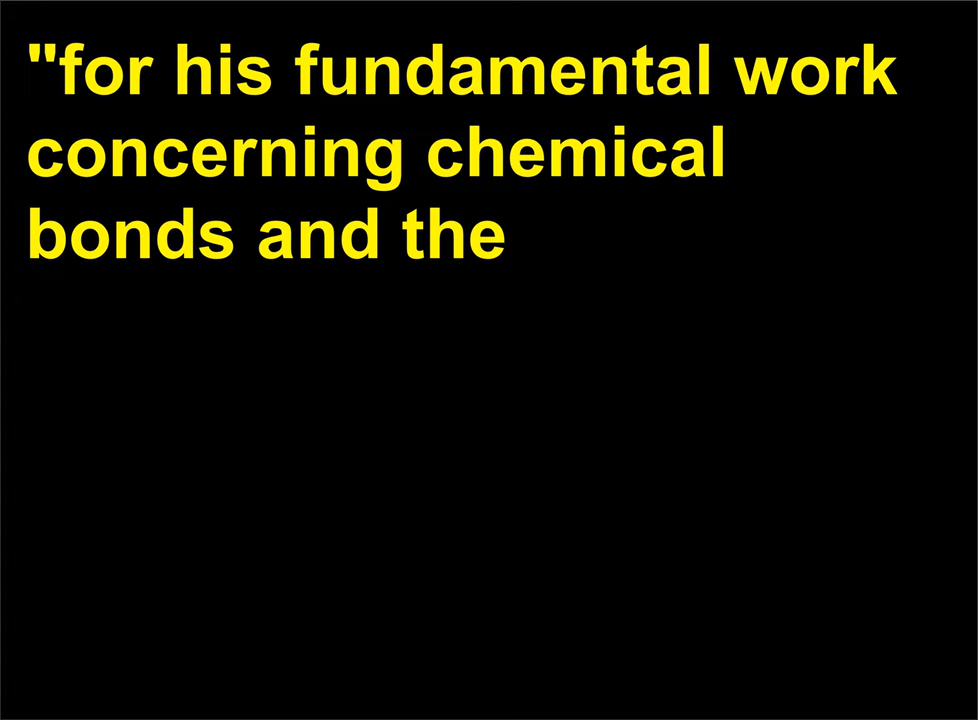 "for his fundamental work
concerning chemical
bonds and the